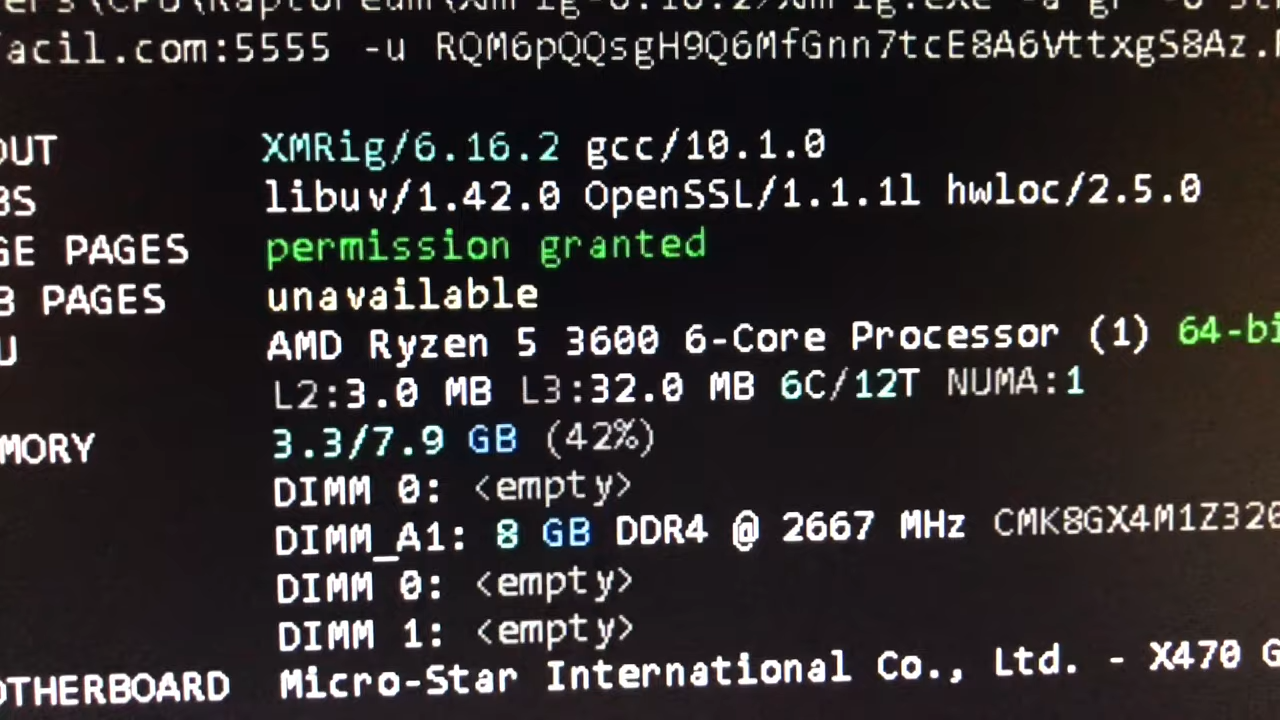 acil.com:5555 -u RQM6pQQsgH9Q6MfGnn7tcE8A6VttxgS8Az.
OUT XMRig/6.16.2 gcc/10.1.0
BS libuv/1.42.0 OpenSSL/1.1.1l hwloc/2.5.0
GE PAGES permission granted
B PAGES unavailable
U AMD Ryzen 5 3600 6-Core Processor (1) 64-bi
L2:3.0 MB L3:32.0 MB 6C/12T NUMA:1
MORY 3.3/7.9 GB (42%)
DIMM 0: <empty>
DIMM_A1: 8 GB DDR4 @ 2667 MHz CMK8GX4M1Z320
DIMM 0: <empty>
DIMM 1: <empty>
OTHERBOARD Micro-Star International Co., Ltd. - X470 G